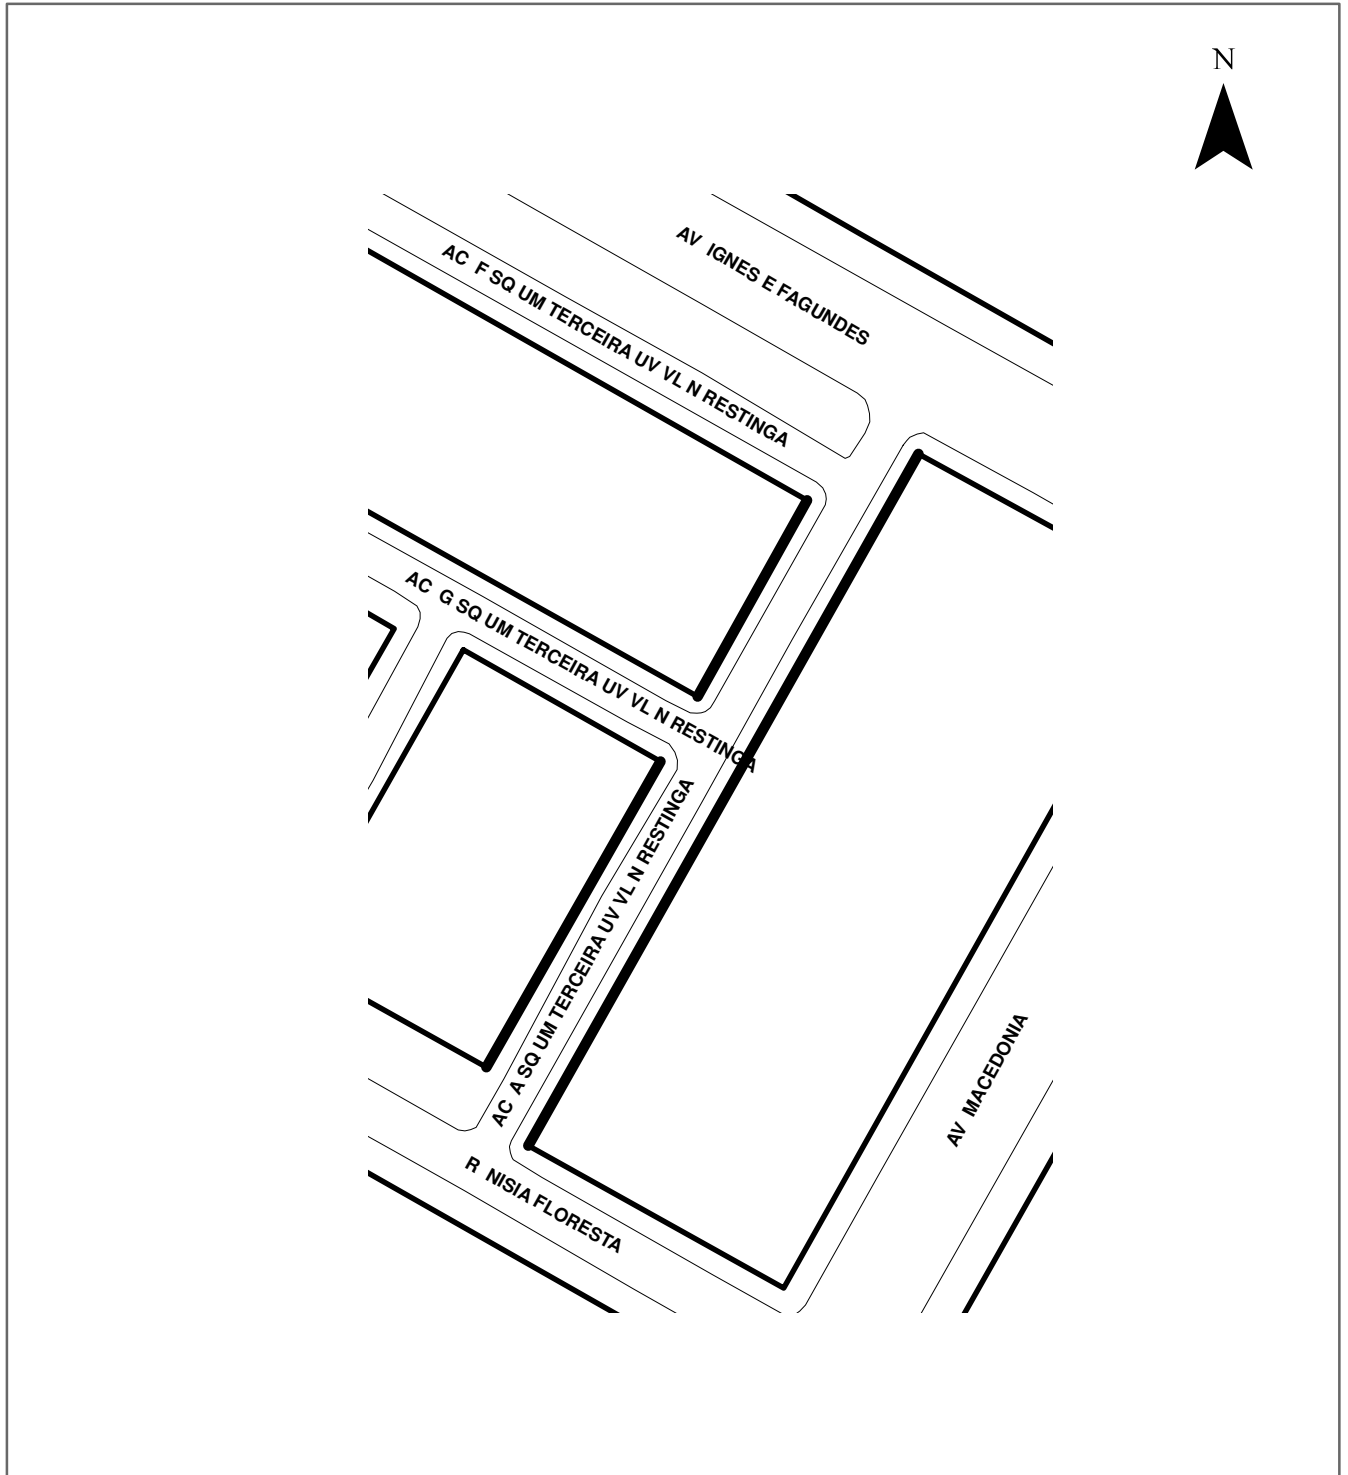 N
AV IGNES E FAGUNDES
AC F SQ UM TERCEIRA UV VL N RESTINGA
AC G SQ UM TERCEIRA UV VL N RESTINGA
AC A SQ UM TERCEIRA UV VL N RESTINGA
AV MACEDONIA
R NISIA FLORESTA